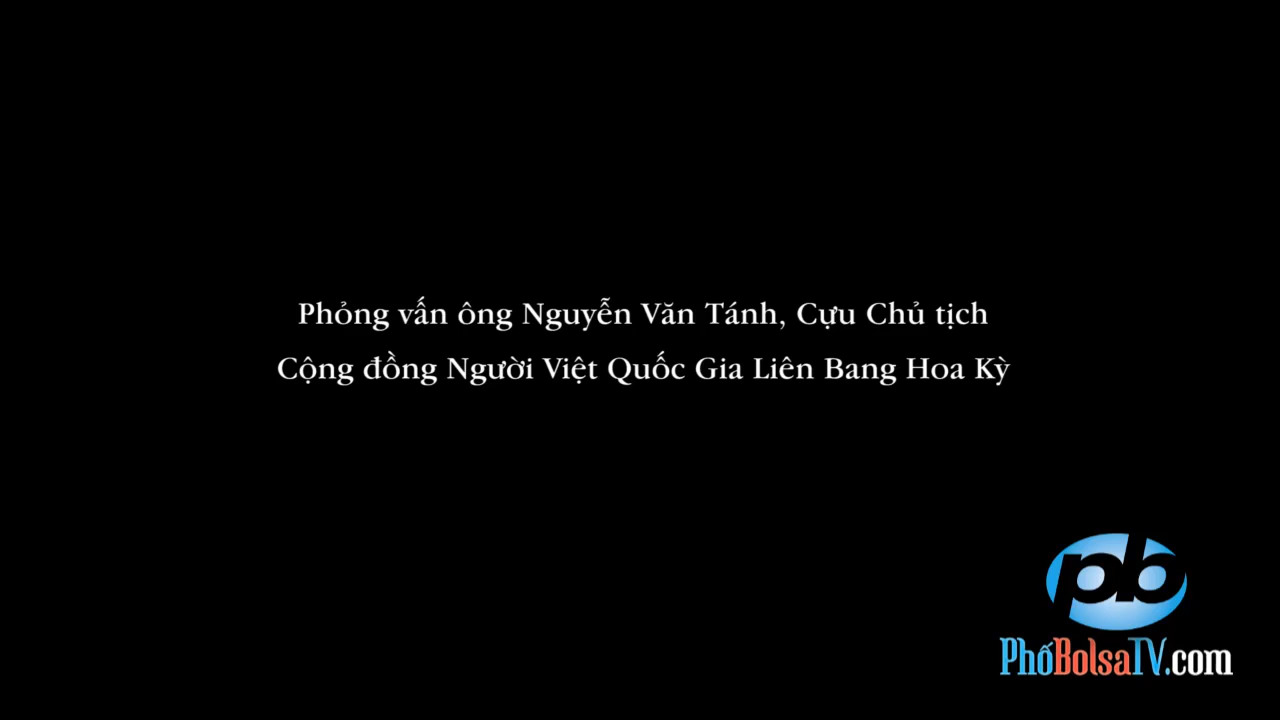 Phỏng vấn ông Nguyễn Văn Tánh, Cựu Chủ tịch
Cộng đồng Người Việt Quốc Gia Liên Bang Hoa Kỳ
pb
PhốBolsaTV.com